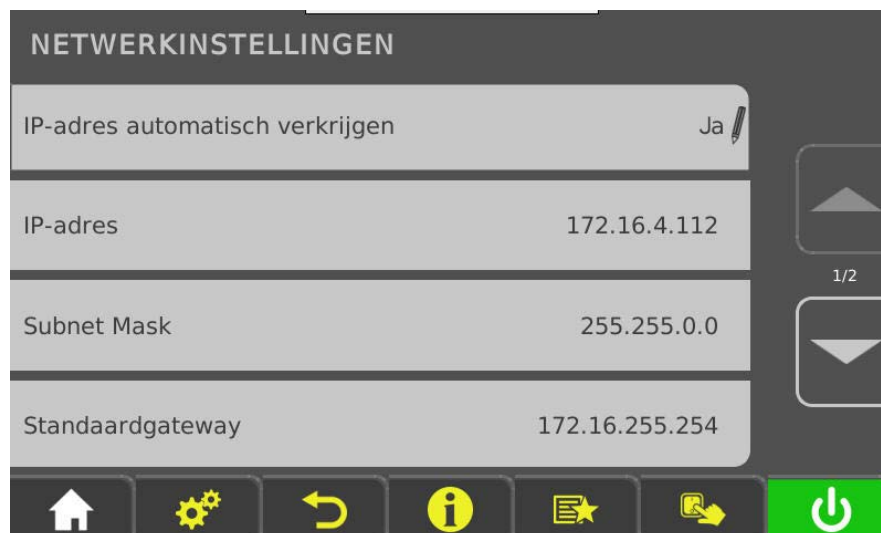 NETWERKINSTELLINGEN
IP-adres automatisch verkrijgen Ja
IP-adres 172.16.4.112
1/2
Subnet Mask 255.255.0.0
Standaardgateway 172.16.255.254